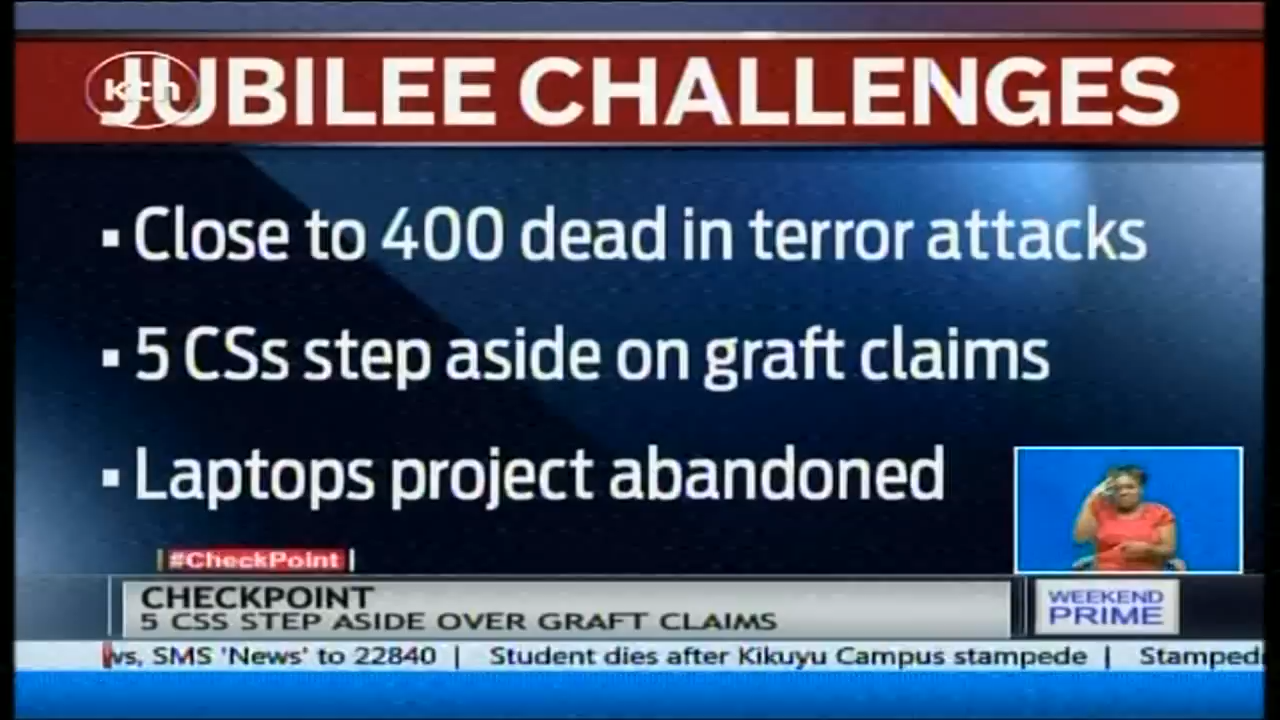 JUBILEE CHALLENGES
ktn
▪ Close to 400 dead in terror attacks
▪ 5 CSs step aside on graft claims
▪ Laptops project abandoned
#CheckPoint
CHECKPOINT
5 CSS STEP ASIDE OVER GRAFT CLAIMS
WEEKEND
PRIME
ws, SMS 'News' to 22840 | Student dies after Kikuyu Campus stampede | Stamped